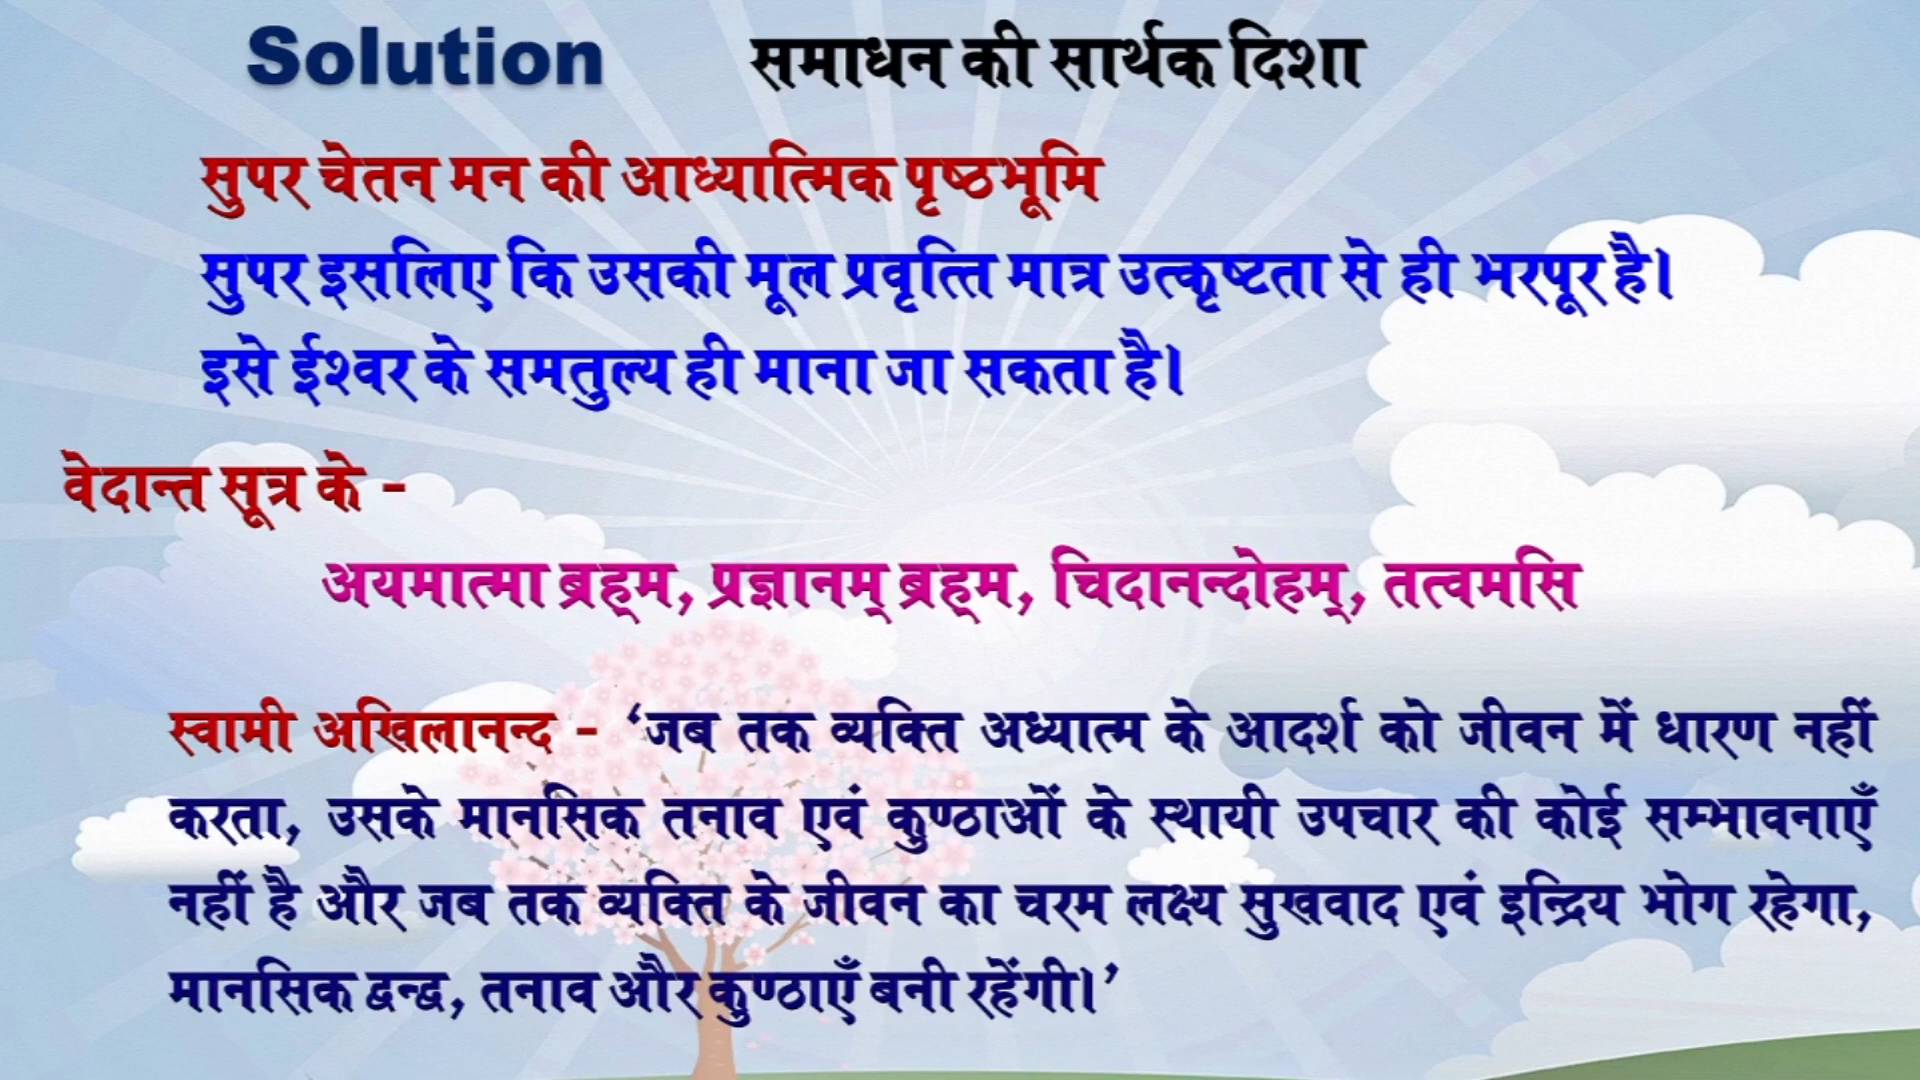 Solution समाधन की सार्थक दिशा
सुपर चेतन मन की आध्यात्मिक पृष्ठभूमि
सुपर इसलिए कि उसकी मूल प्रवृत्ति मात्र उत्कृष्टता से ही भरपूर है।
इसे ईश्वर के समतुल्य ही माना जा सकता है।
वेदान्त सूत्र के -
अयमात्मा ब्रह्म, प्रज्ञानम् ब्रह्म, चिदानन्दोहम्, तत्वमसि
स्वामी अखिलानन्द - ‘जब तक व्यक्ति अध्यात्म के आदर्श को जीवन में धारण नहीं
करता, उसके मानसिक तनाव एवं कुण्ठाओं के स्थायी उपचार की कोई सम्भावनाएँ
नहीं है और जब तक व्यक्ति के जीवन का चरम लक्ष्य सुखवाद एवं इन्द्रिय भोग रहेगा,
मानसिक द्वन्द्व, तनाव और कुण्ठाएँ बनी रहेंगी।’